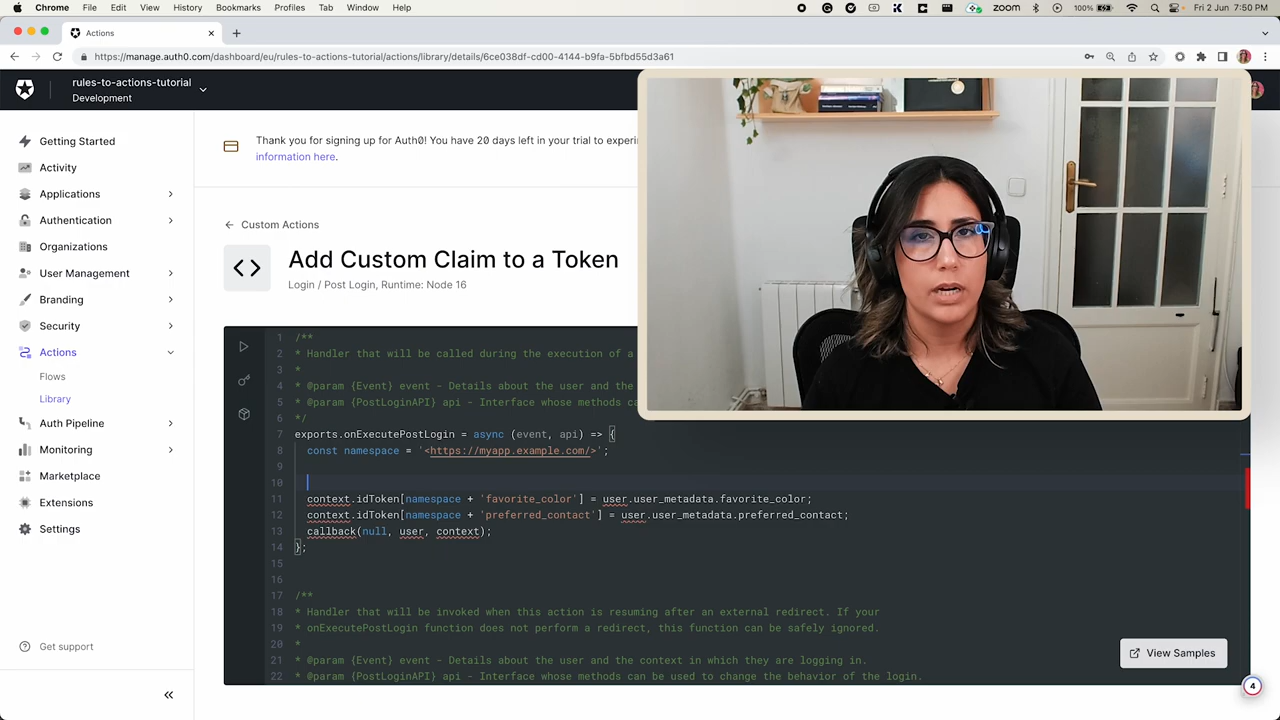 Chrome File Edit View History Bookmarks Profiles Tab Window Help zoom 100% Fri 2 Jun 7:50 PM
Actions
https://manage.auth0.com/dashboard/eu/rules-to-actions-tutorial/actions/library/details/6ce038df-cd00-4144-b9fa-5bfbd55d3a61
rules-to-actions-tutorial
Development
Getting Started
Activity
Applications
Authentication
Organizations
User Management
Branding
Security
Actions
Flows
Library
Auth Pipeline
Monitoring
Marketplace
Extensions
Settings
Get support
Thank you for signing up for Auth0! You have 20 days left in your trial to experi
information here.
Custom Actions
Add Custom Claim to a Token
Login / Post Login, Runtime: Node 16
1 /**
2 * Handler that will be called during the execution of a
3 *
4 * @param {Event} event - Details about the user and the
5 * @param {PostLoginAPI} api - Interface whose methods ca
6 */
7 exports.onExecutePostLogin = async (event, api) => {
8 const namespace = '<https://myapp.example.com/>';
9
10
11 context.idToken[namespace + 'favorite_color'] = user.user_metadata.favorite_color;
12 context.idToken[namespace + 'preferred_contact'] = user.user_metadata.preferred_contact;
13 callback(null, user, context);
14 };
15
16
17 /**
18 * Handler that will be invoked when this action is resuming after an external redirect. If your
19 * onExecutePostLogin function does not perform a redirect, this function can be safely ignored.
20 *
21 * @param {Event} event - Details about the user and the context in which they are logging in.
22 * @param {PostLoginAPI} api - Interface whose methods can be used to change the behavior of the login.
View Samples
4